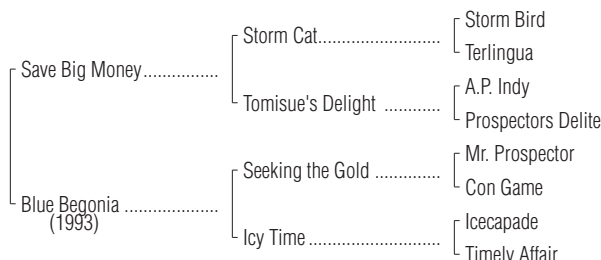 Storm Bird
Storm Cat........................
Terlingua
Save Big Money...............
A.P. Indy
Tomisue's Delight ...........
Prospectors Delite
Mr. Prospector
Seeking the Gold .............
Con Game
Blue Begonia ...................
(1993)
Icecapade
Icy Time..........................
Timely Affair